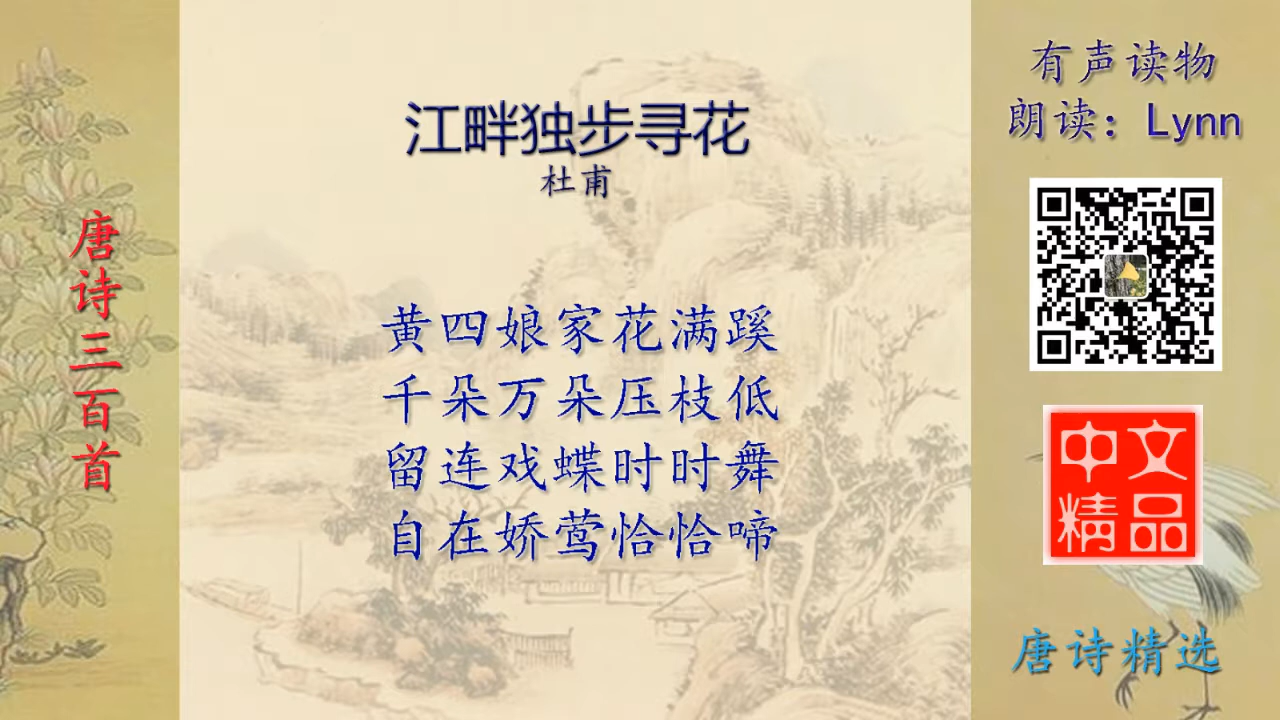 唐诗三百首
江畔独步寻花
杜甫
黄四娘家花满蹊
千朵万朵压枝低
留连戏蝶时时舞
自在娇莺恰恰啼
有声读物
朗读：Lynn
中文
精品
唐诗精选